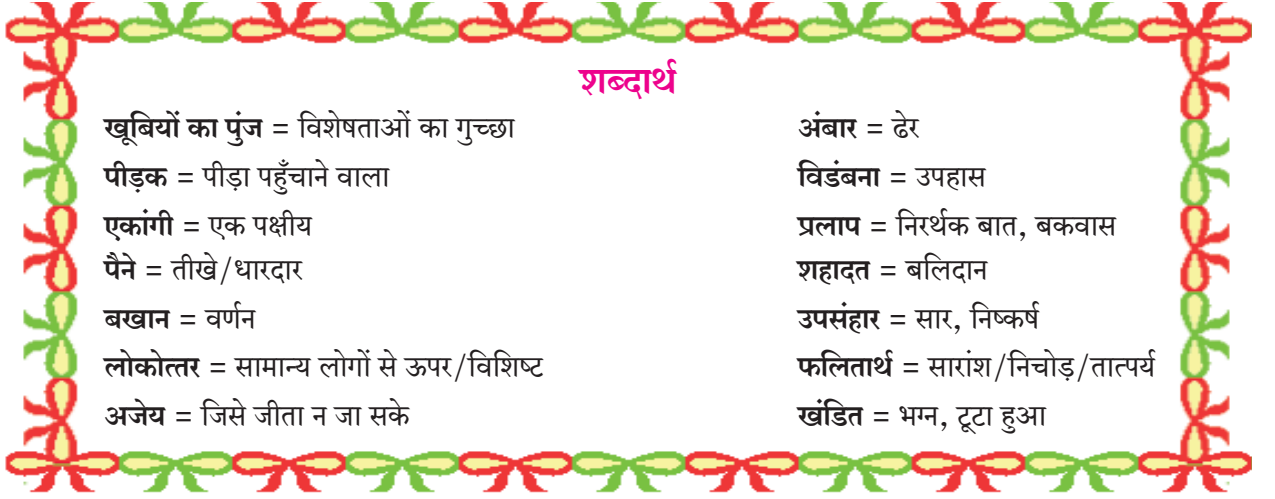 शब्दार्थ
खूबियों का पुंज = विशेषताओं का गुच्छा
पीड़क = पीड़ा पहुँचाने वाला
एकांगी = एक पक्षीय
पैने = तीखे/धारदार
बखान = वर्णन
लोकोत्तर = सामान्य लोगों से ऊपर/विशिष्ट
अजेय = जिसे जीता न जा सके
अंबार = ढेर
विडंबना = उपहास
प्रलाप = निरर्थक बात, बकवास
शहादत = बलिदान
उपसंहार = सार, निष्कर्ष
फलितार्थ = सारांश/निचोड़/तात्पर्य
खंडित = भग्न, टूटा हुआ